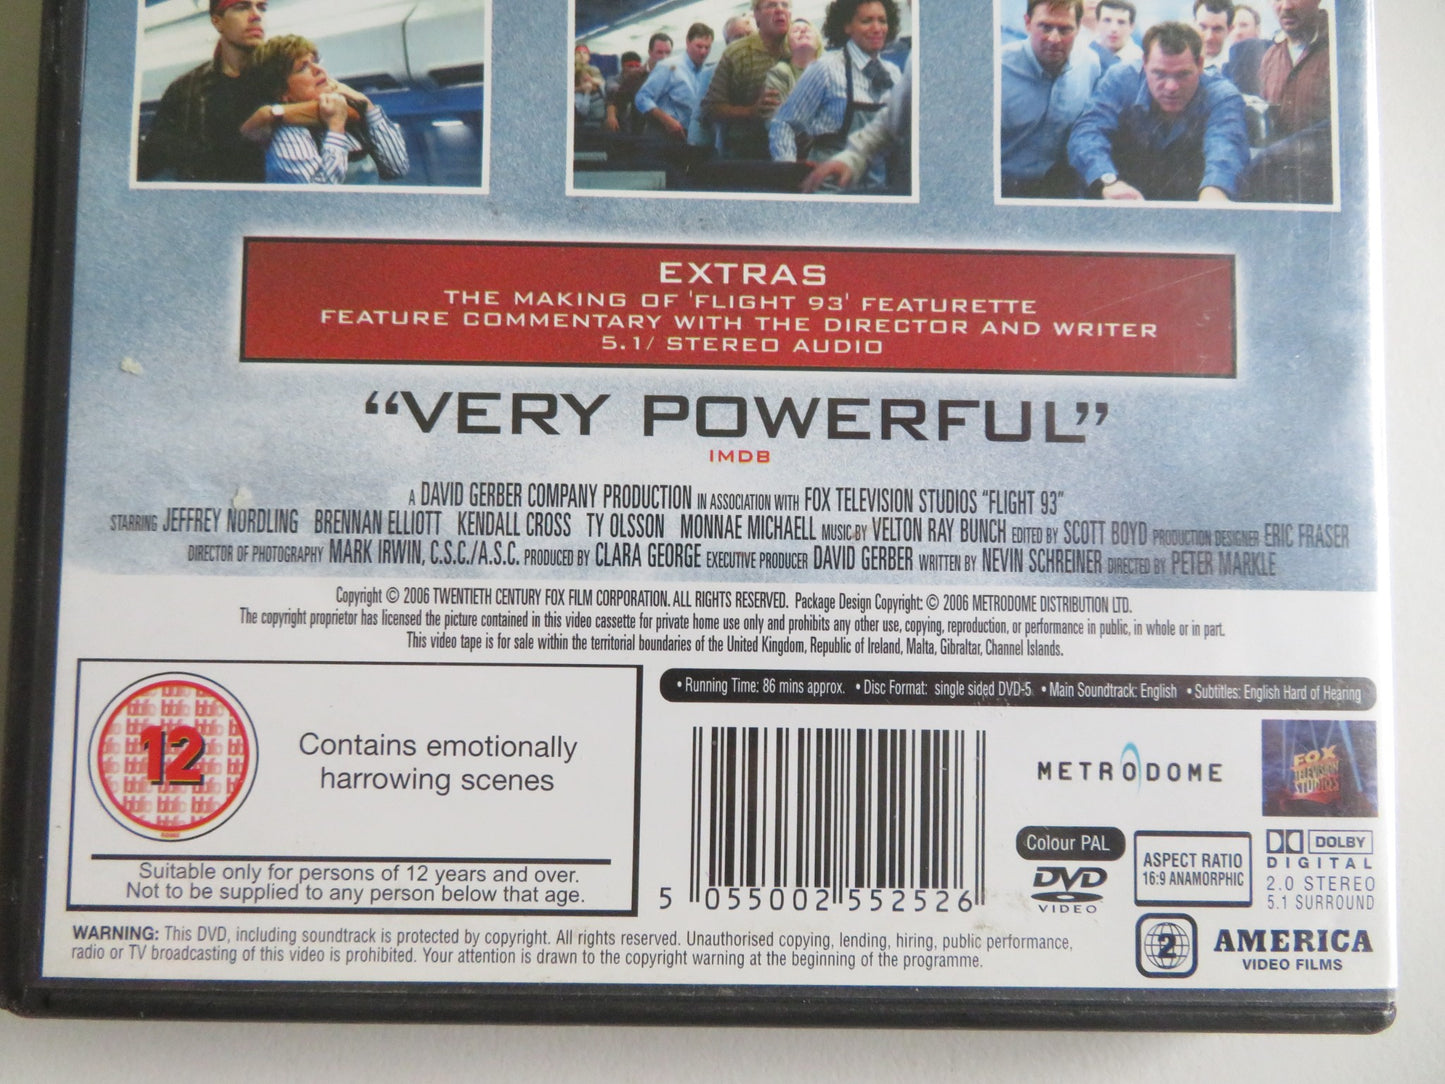 EXTRAS
THE MAKING OF 'FLIGHT 93' FEATURETTE
FEATURE COMMENTARY WITH THE DIRECTOR AND WRITER
5.1/ STEREO AUDIO
“VERY POWERFUL”
IMDB
A DAVID GERBER COMPANY PRODUCTION IN ASSOCIATION WITH FOX TELEVISION STUDIOS “FLIGHT 93”
STARRING JEFFREY NORDLING BRENNAN ELLIOTT KENDALL CROSS TY OLSSON MONNAE MICHAELL MUSIC BY VELTON RAY BUNCH EDITED BY SCOTT BOYD PRODUCTION DESIGNER ERIC FRASER
DIRECTOR OF PHOTOGRAPHY MARK IRWIN, C.S.C./A.S.C. PRODUCED BY CLARA GEORGE EXECUTIVE PRODUCER DAVID GERBER WRITTEN BY NEVIN SCHREINER DIRECTED BY PETER MARKLE
Copyright © 2006 TWENTIETH CENTURY FOX FILM CORPORATION. ALL RIGHTS RESERVED. Package Design Copyright: © 2006 METRODOME DISTRIBUTION LTD.
The copyright proprietor has licensed the picture contained in this video cassette for private home use only and prohibits any other use, copying, reproduction, or performance in public, in whole or in part.
This video tape is for sale within the territorial boundaries of the United Kingdom, Republic of Ireland, Malta, Gibraltar, Channel Islands.
• Running Time: 86 mins approx. • Disc Format: single sided DVD-5 • Main Soundtrack: English • Subtitles: English Hard of Hearing
12
Contains emotionally
harrowing scenes
Suitable only for persons of 12 years and over.
Not to be supplied to any person below that age.
5 055002 552526
METRODOME
FOX
TELEVISION
STUDIOS
Colour PAL
DVD
VIDEO
ASPECT RATIO
16:9 ANAMORPHIC
DOLBY
DIGITAL
2.0 STEREO
5.1 SURROUND
2
AMERICA
VIDEO FILMS
WARNING: This DVD, including soundtrack is protected by copyright. All rights reserved. Unauthorised copying, lending, hiring, public performance,
radio or TV broadcasting of this video is prohibited. Your attention is drawn to the copyright warning at the beginning of the programme.